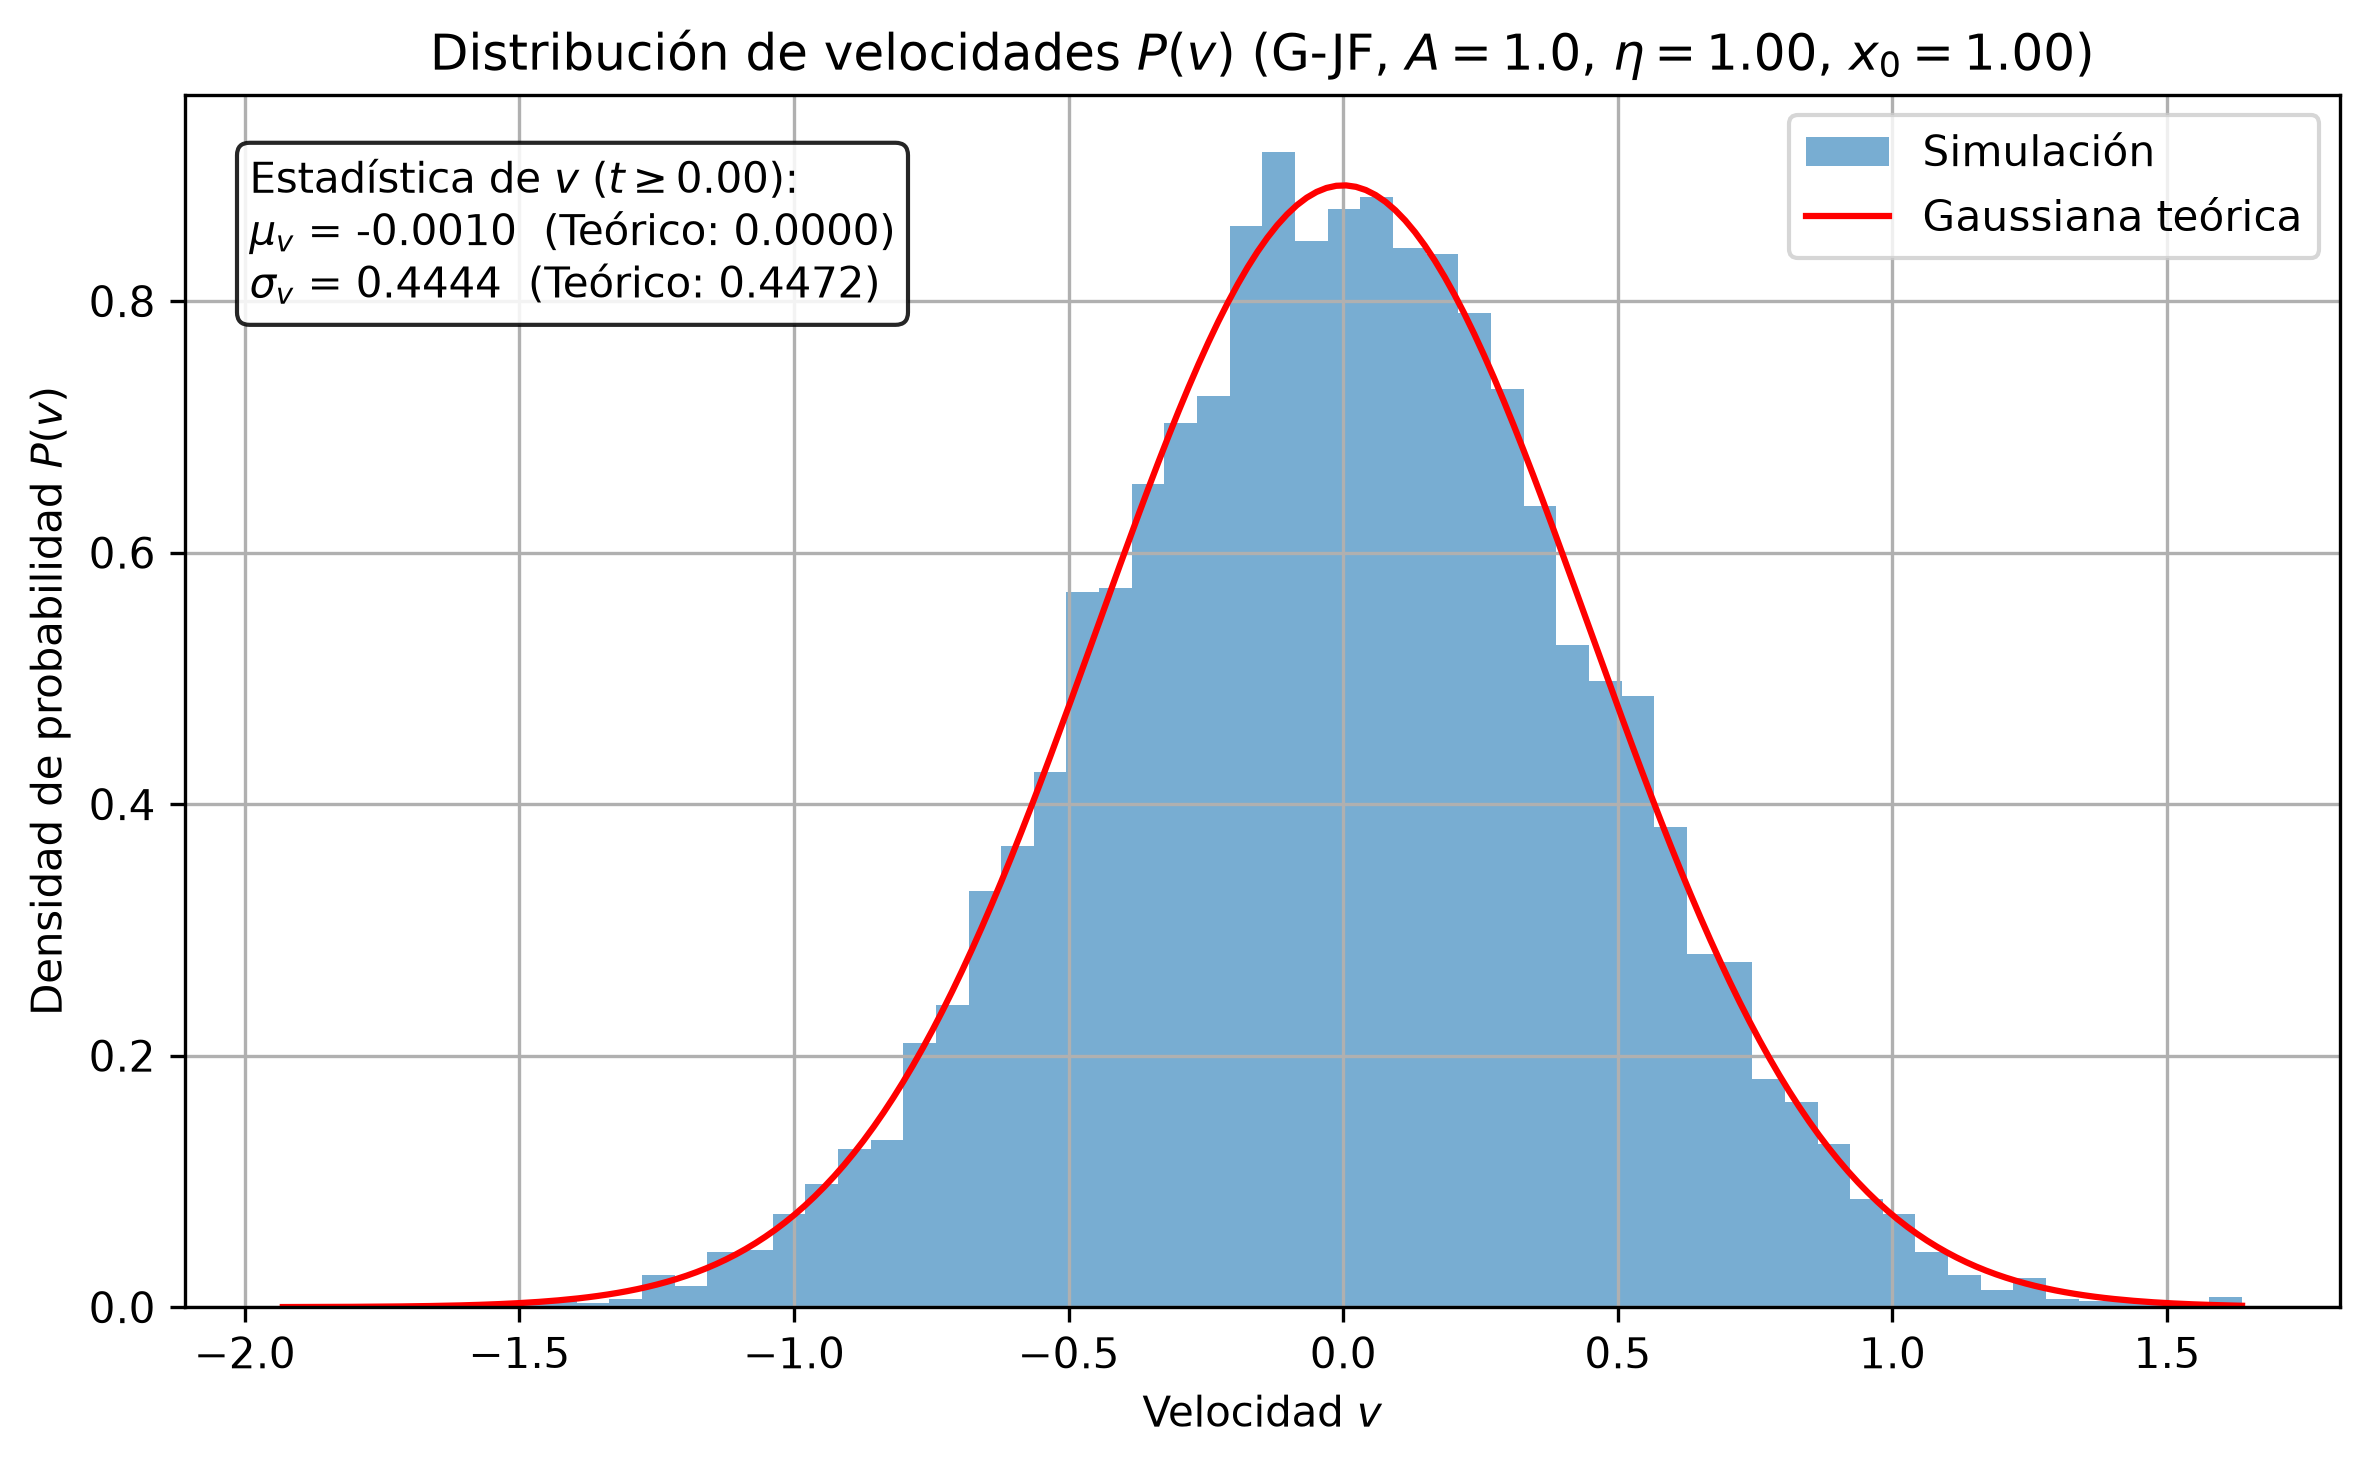 Distribución de velocidades P(v) (G-JF, A = 1.0, η = 1.00, x₀ = 1.00)
Estadística de v (t ≥ 0.00):
μᵥ = -0.0010 (Teórico: 0.0000)
σᵥ = 0.4444 (Teórico: 0.4472)
Simulación
Gaussiana teórica
Densidad de probabilidad P(v)
0.8
0.6
0.4
0.2
0.0
−2.0 −1.5 −1.0 −0.5 0.0 0.5 1.0 1.5
Velocidad v